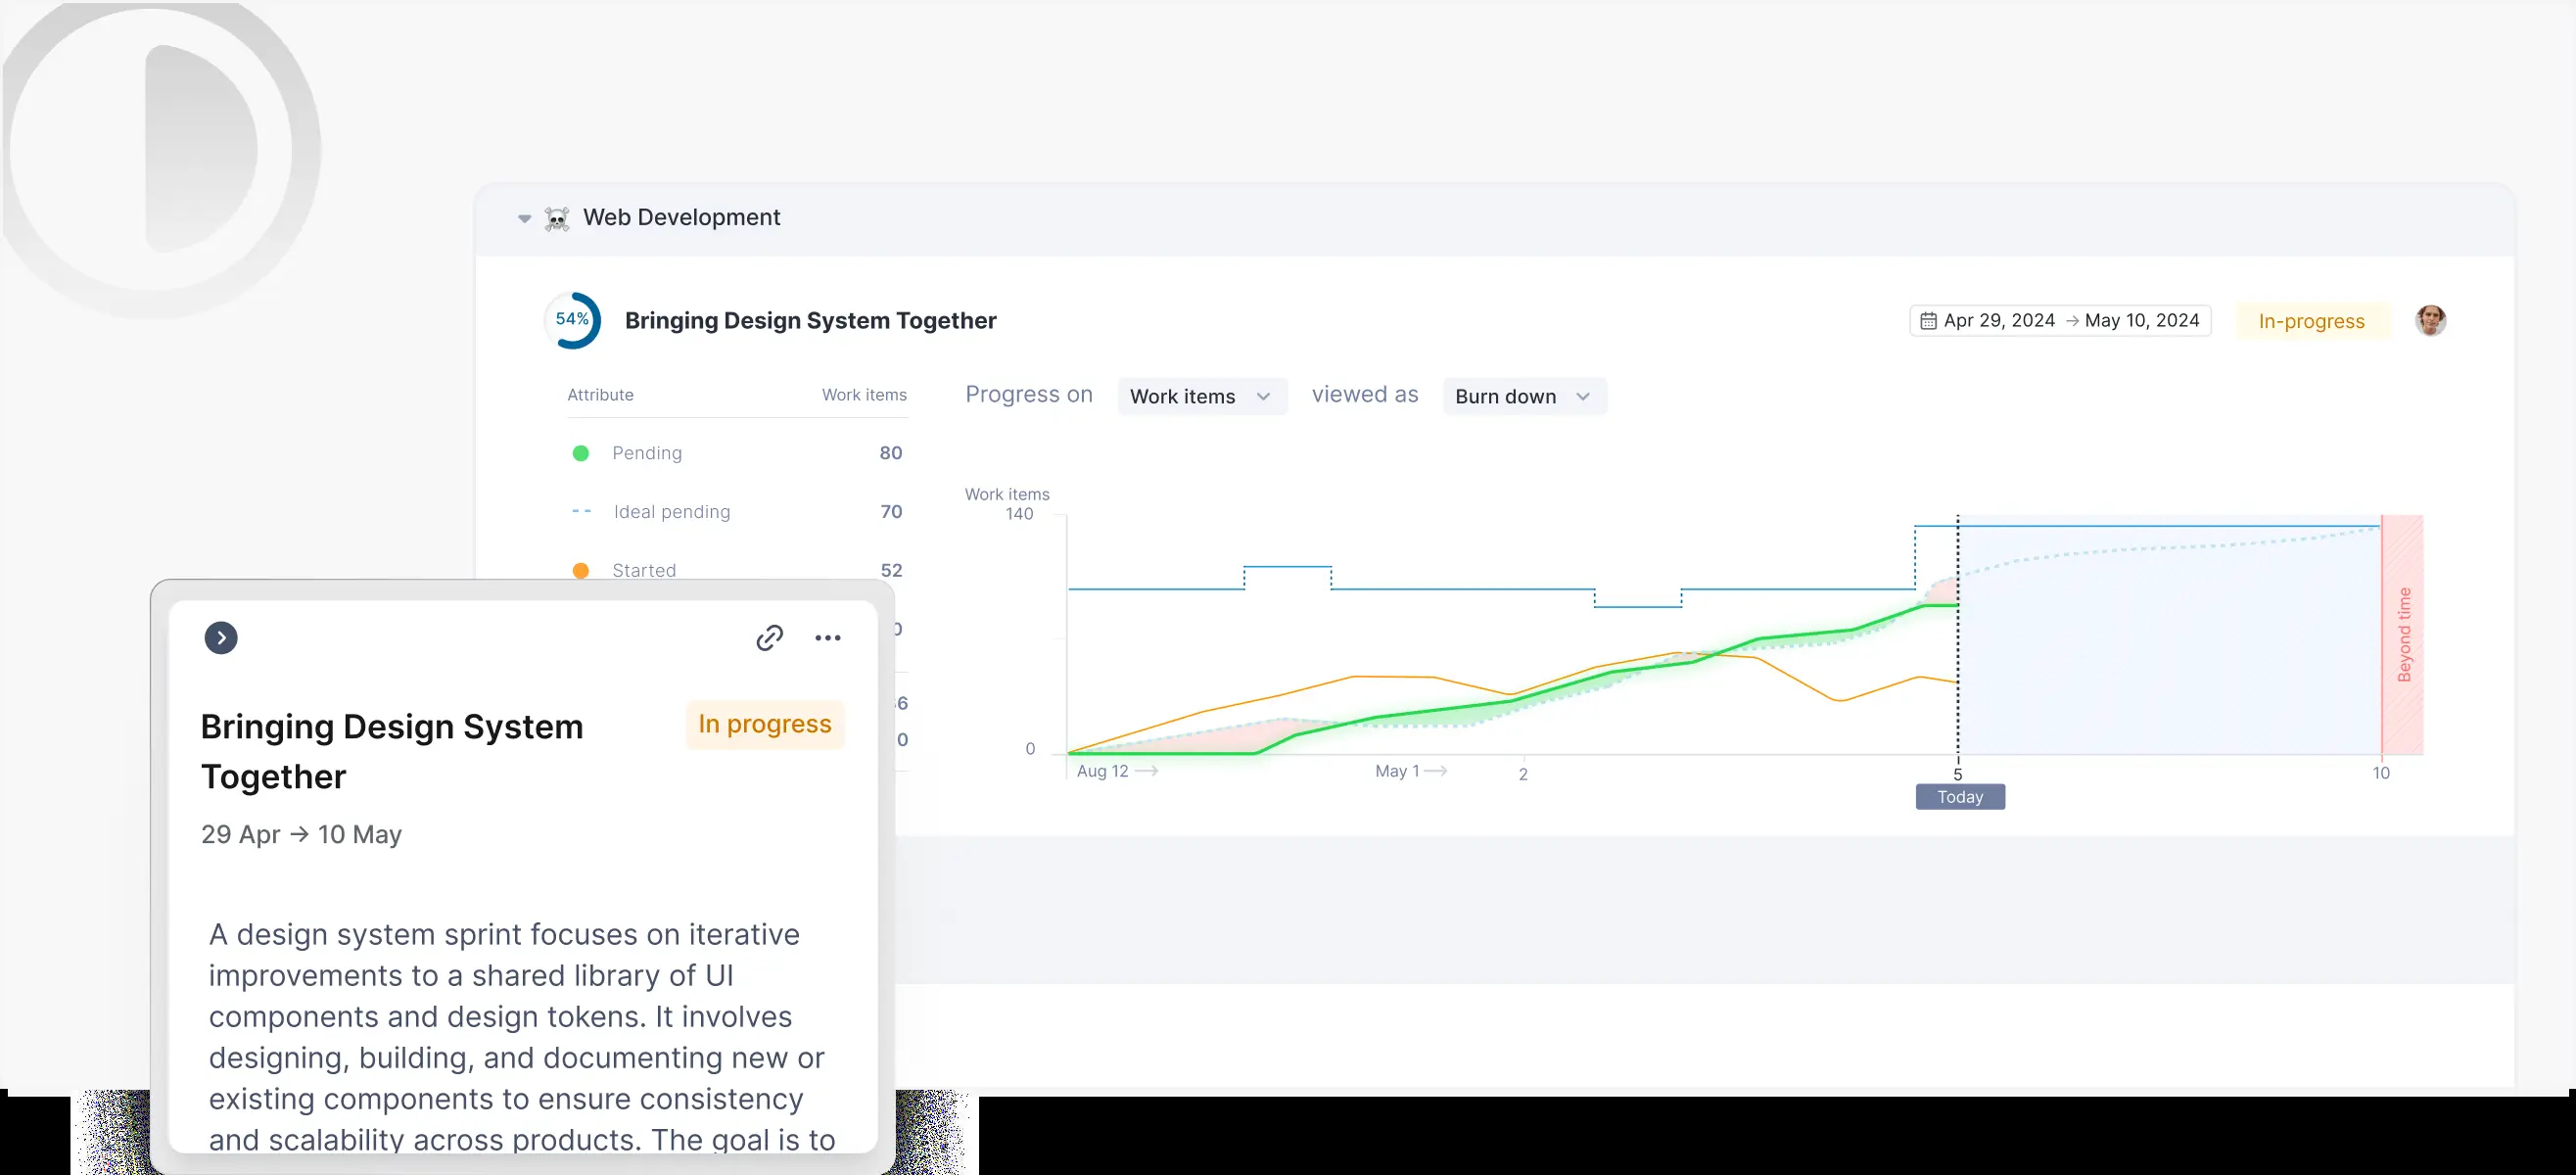 Web Development
54%
Bringing Design System Together
Apr 29, 2024 → May 10, 2024
In-progress
Attribute Work items
Progress on Work items viewed as Burn down
Pending 80
Ideal pending 70
Started 52
0
6
0
Work items
140
0
Aug 12 →
May 1 →
2
5
10
Today
Beyond time
Bringing Design System
Together
In progress
29 Apr → 10 May
A design system sprint focuses on iterative
improvements to a shared library of UI
components and design tokens. It involves
designing, building, and documenting new or
existing components to ensure consistency
and scalability across products. The goal is to